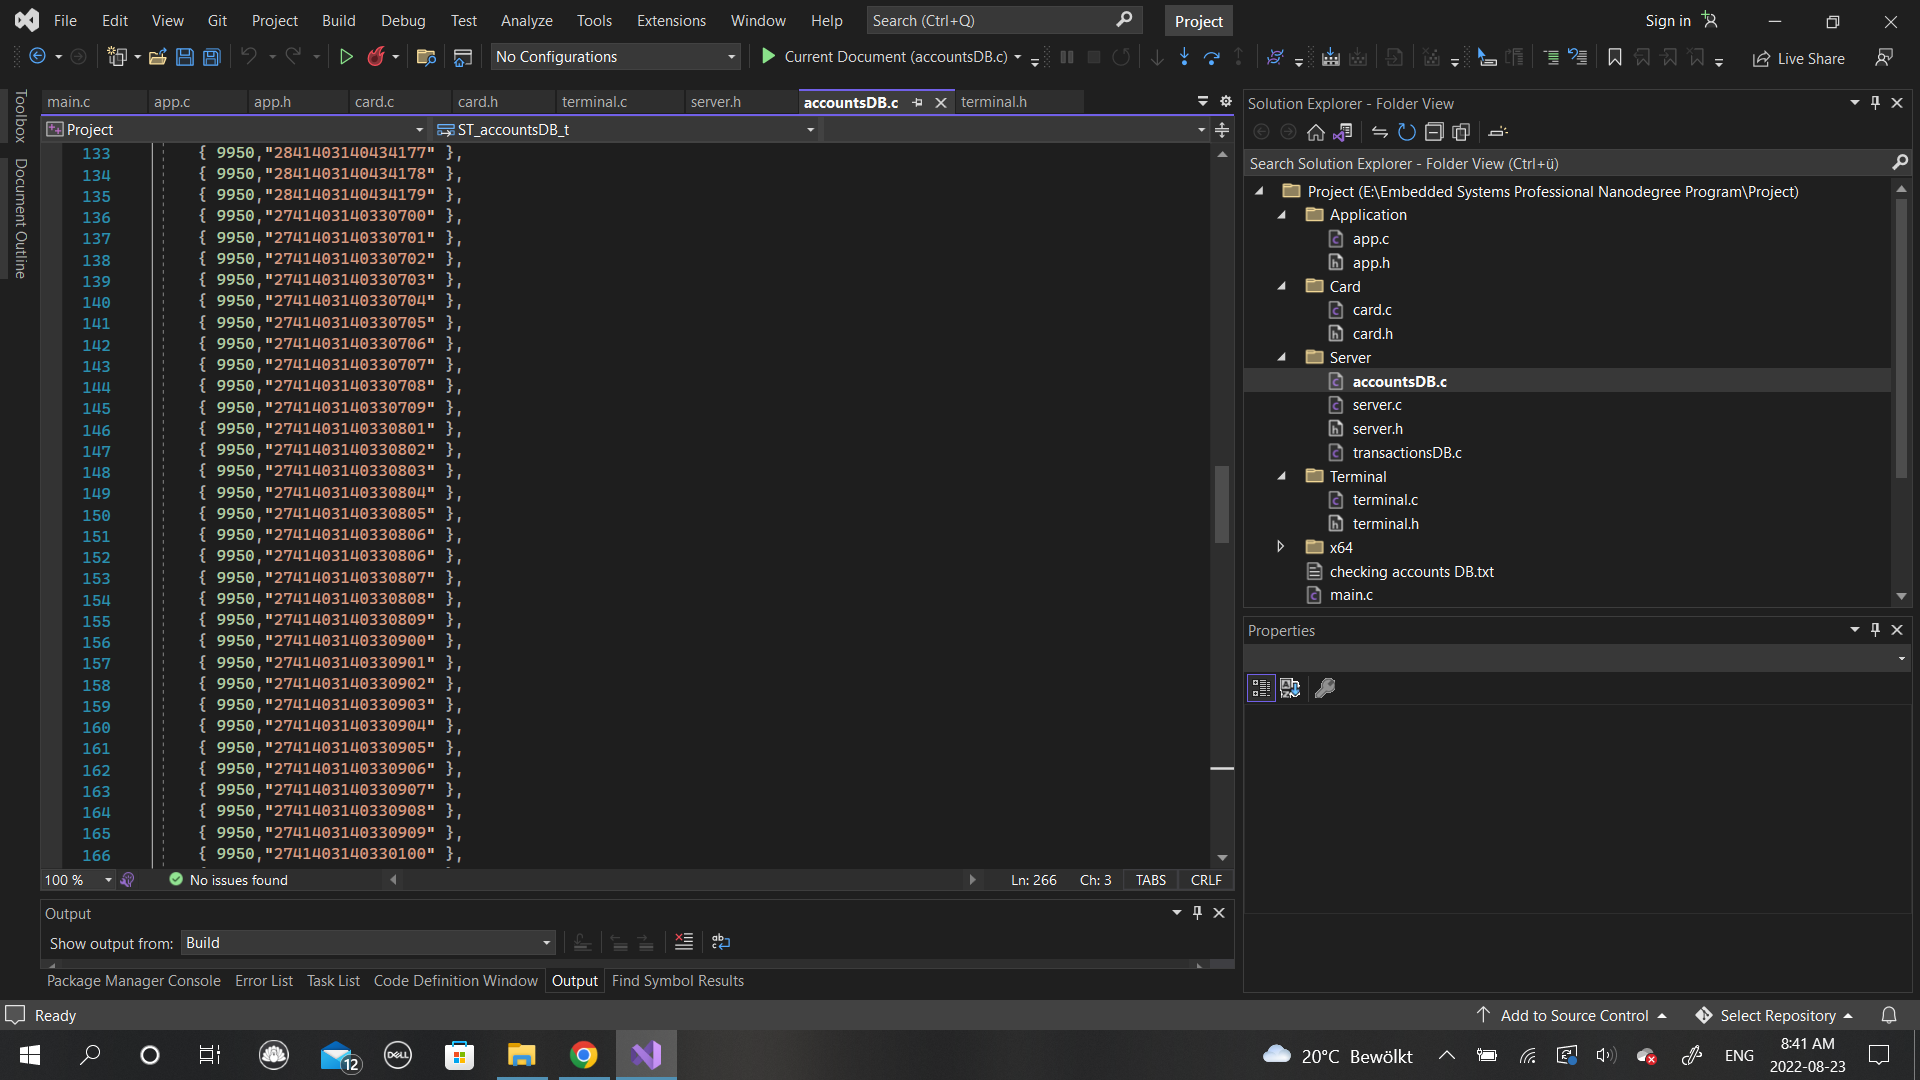 File Edit View Git Project Build Debug Test Analyze Tools Extensions Window Help Search (Ctrl+Q) Project Sign in
No Configurations Current Document (accountsDB.c) Live Share
Toolbox
Document Outline
main.c app.c app.h card.c card.h terminal.c server.h accountsDB.c terminal.h
Project ST_accountsDB_t
133 { 9950,"2841403140434177" },
134 { 9950,"2841403140434178" },
135 { 9950,"2841403140434179" },
136 { 9950,"2741403140330700" },
137 { 9950,"2741403140330701" },
138 { 9950,"2741403140330702" },
139 { 9950,"2741403140330703" },
140 { 9950,"2741403140330704" },
141 { 9950,"2741403140330705" },
142 { 9950,"2741403140330706" },
143 { 9950,"2741403140330707" },
144 { 9950,"2741403140330708" },
145 { 9950,"2741403140330709" },
146 { 9950,"2741403140330801" },
147 { 9950,"2741403140330802" },
148 { 9950,"2741403140330803" },
149 { 9950,"2741403140330804" },
150 { 9950,"2741403140330805" },
151 { 9950,"2741403140330806" },
152 { 9950,"2741403140330806" },
153 { 9950,"2741403140330807" },
154 { 9950,"2741403140330808" },
155 { 9950,"2741403140330809" },
156 { 9950,"2741403140330900" },
157 { 9950,"2741403140330901" },
158 { 9950,"2741403140330902" },
159 { 9950,"2741403140330903" },
160 { 9950,"2741403140330904" },
161 { 9950,"2741403140330905" },
162 { 9950,"2741403140330906" },
163 { 9950,"2741403140330907" },
164 { 9950,"2741403140330908" },
165 { 9950,"2741403140330909" },
166 { 9950,"2741403140330100" },
100 % No issues found Ln: 266 Ch: 3 TABS CRLF
Output
Show output from: Build
Package Manager Console Error List Task List Code Definition Window Output Find Symbol Results
Solution Explorer - Folder View
Search Solution Explorer - Folder View (Ctrl+ü)
Project (E:\Embedded Systems Professional Nanodegree Program\Project)
Application
app.c
app.h
Card
card.c
card.h
Server
accountsDB.c
server.c
server.h
transactionsDB.c
Terminal
terminal.c
terminal.h
x64
checking accounts DB.txt
main.c
Properties
Ready Add to Source Control Select Repository
12 DELL 20°C Bewölkt ENG 8:41 AM
2022-08-23